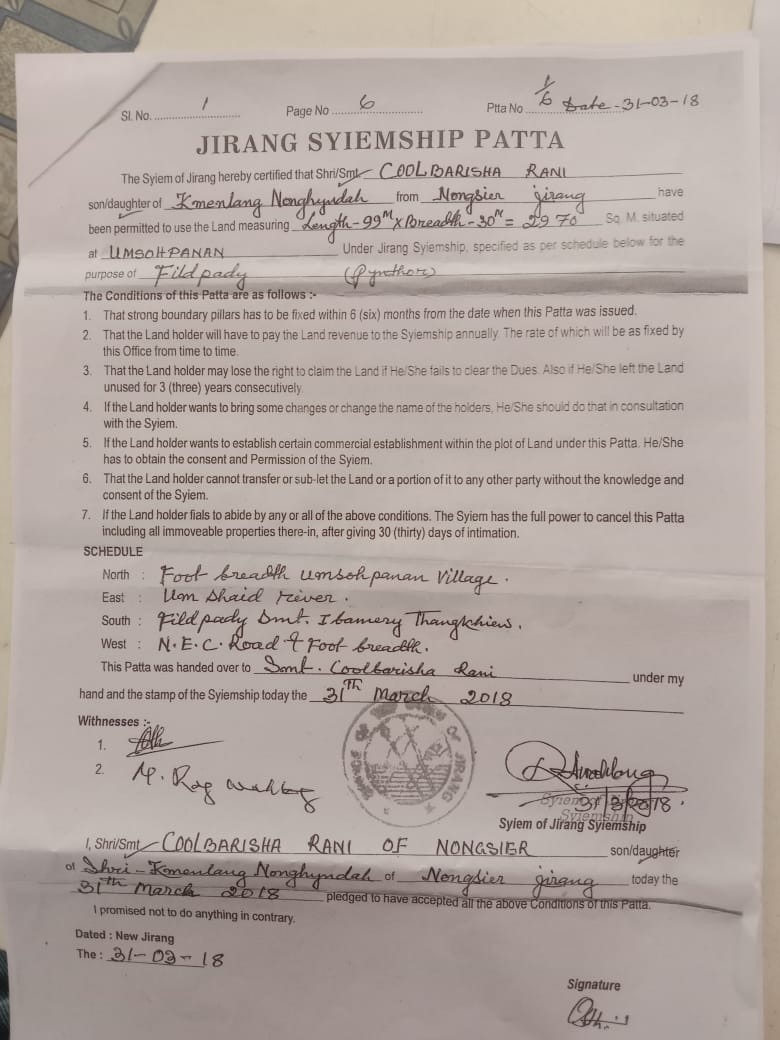 Sl. No. 1 Page No 6 Ptta No 1/6 Date - 31-03-18
JIRANG SYIEMSHIP PATTA
The Syiem of Jirang hereby certified that Shri/Smt COOLBARISHA RANI
son/daughter of Kmenlang Nonghyndah from Nongsier jirang have
been permitted to use the Land measuring Length-99M x Breadth-30M = 2970 Sq. M. situated
at UMSOHPANAN Under Jirang Syiemship, specified as per schedule below for the
purpose of Fild pady (Pynthor)
The Conditions of this Patta are as follows :-
1. That strong boundary pillars has to be fixed within 6 (six) months from the date when this Patta was issued.
2. That the Land holder will have to pay the Land revenue to the Syiemship annually. The rate of which will be as fixed by
this Office from time to time.
3. That the Land holder may lose the right to claim the Land if He/She fails to clear the Dues. Also if He/She left the Land
unused for 3 (three) years consecutively.
4. If the Land holder wants to bring some changes or change the name of the holders, He/She should do that in consultation
with the Syiem.
5. If the Land holder wants to establish certain commercial establishment within the plot of Land under this Patta. He/She
has to obtain the consent and Permission of the Syiem.
6. That the Land holder cannot transfer or sub-let the Land or a portion of it to any other party without the knowledge and
consent of the Syiem.
7. If the Land holder fials to abide by any or all of the above conditions. The Syiem has the full power to cancel this Patta
including all immoveable properties there-in, after giving 30 (thirty) days of intimation.
SCHEDULE
North : Foot breadth umsohpanan Village.
East : Um Shaid river.
South : Fild pady Smt. Ibamery Thangkhiew.
West : N.E.C. Road & Foot breadth.
This Patta was handed over to Smt. Coolbarisha Rani under my
hand and the stamp of the Syiemship today the 31th March 2018
Withnesses :-
1.
2.
OF JIRANG
31/3/2018.
Syiem of Jirang Syiemship
I, Shri/Smt COOLBARISHA RANI OF NONGSIER son/daughter
of Shri-Kmenlang Nonghyndah of Nongsier jirang today the
31th March 2018 pledged to have accepted all the above Conditions of this Patta.
I promised not to do anything in contrary.
Dated : New Jirang
The : 31-03-18
Signature